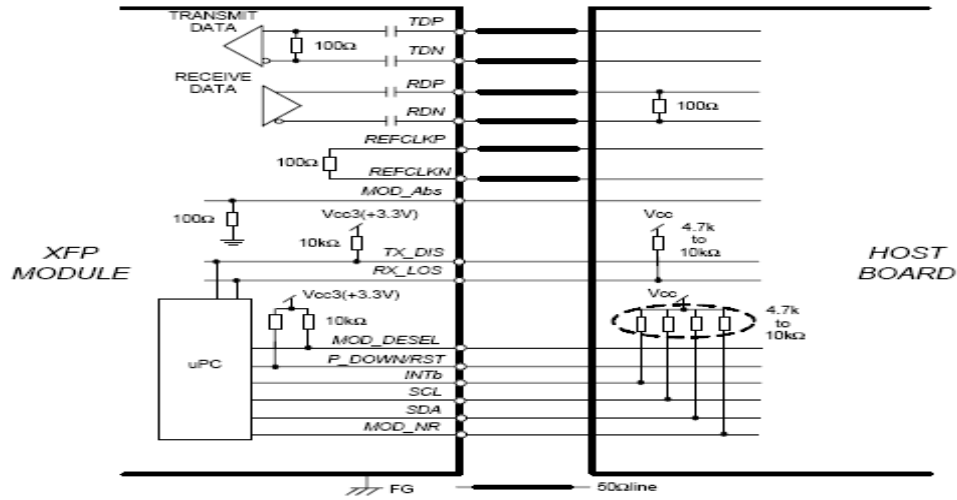 TRANSMIT
DATA
TDP
100Ω
TDN
RECEIVE
DATA
RDP
RDN
100Ω
REFCLKP
100Ω
REFCLKN
MOD_Abs
100Ω
Vcc3(+3.3V)
10kΩ
TX_DIS
RX_LOS
Vcc
4.7k
to
10kΩ
XFP
MODULE
HOST
BOARD
Vcc3(+3.3V)
10kΩ
Vcc
4.7k
to
10kΩ
uPC
MOD_DESEL
P_DOWN/RST
INTb
SCL
SDA
MOD_NR
FG
50Ωline